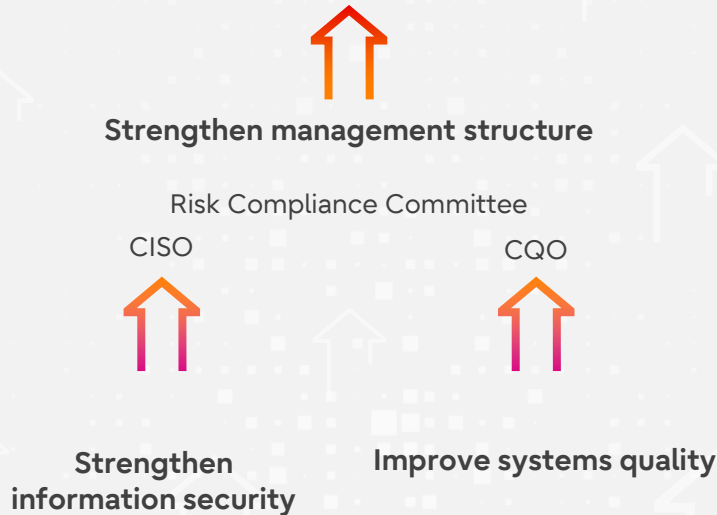 Strengthen management structure
Risk Compliance Committee
CISO
CQO
Strengthen
information security
Improve systems quality